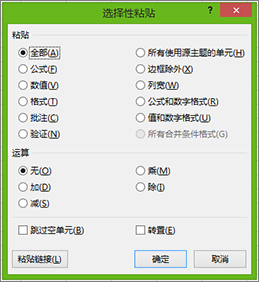 选择性粘贴 ? ×
粘贴
全部(A) 所有使用源主题的单元(H)
公式(F) 边框除外(X)
数值(V) 列宽(W)
格式(T) 公式和数字格式(R)
批注(C) 值和数字格式(U)
验证(N) 所有合并条件格式(G)
运算
无(O) 乘(M)
加(D) 除(I)
减(S)
跳过空单元(B) 转置(E)
粘贴链接(L) 确定 取消